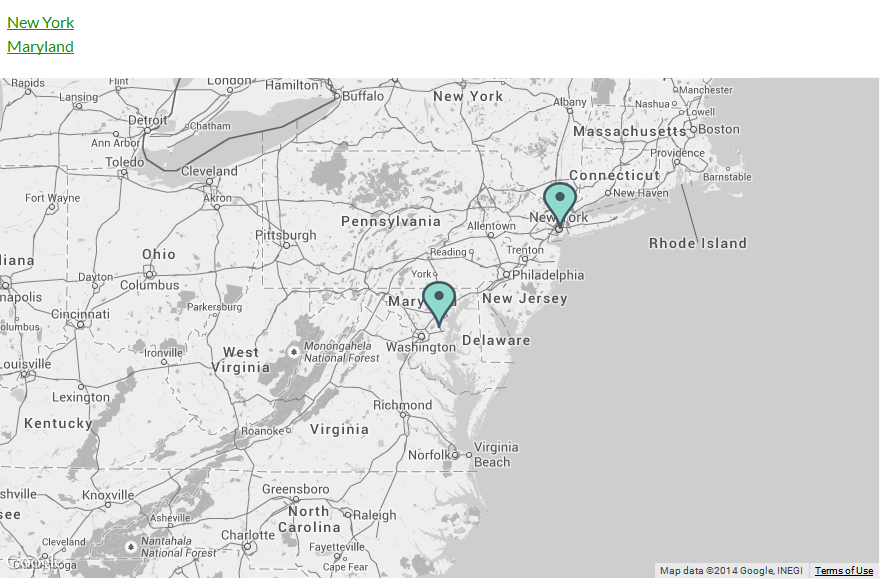 New York
Maryland
Rapids
Flint
London
Hamilton
Buffalo
New York
Manchester
Lansing
Albany
Nashua
Lowell
Detroit
Chatham
Massachusetts
Boston
Ann Arbor
Toledo
Providence
Cleveland
Connecticut
Barnstable
Fort Wayne
Akron
New Haven
Pennsylvania
New York
Allentown
Pittsburgh
Rhode Island
Ohio
Reading
Trenton
liana
York
Philadelphia
Dayton
Columbus
napolis
Maryland
New Jersey
Parkersburg
Cincinnati
olumbus
Washington
Delaware
Monongahela
National Forest
Ironville
West
Virginia
Louisville
Lexington
Richmond
Kentucky
Roanoke
Virginia
Norfolk
Virginia
Beach
shville
Knoxville
Greensboro
see
North
Carolina
Raleigh
Asheville
Charlotte
Cleveland
Nantahala
National Forest
Fayetteville
Chattanooga
Cape Fear
Map data ©2014 Google, INEGI
Terms of Use